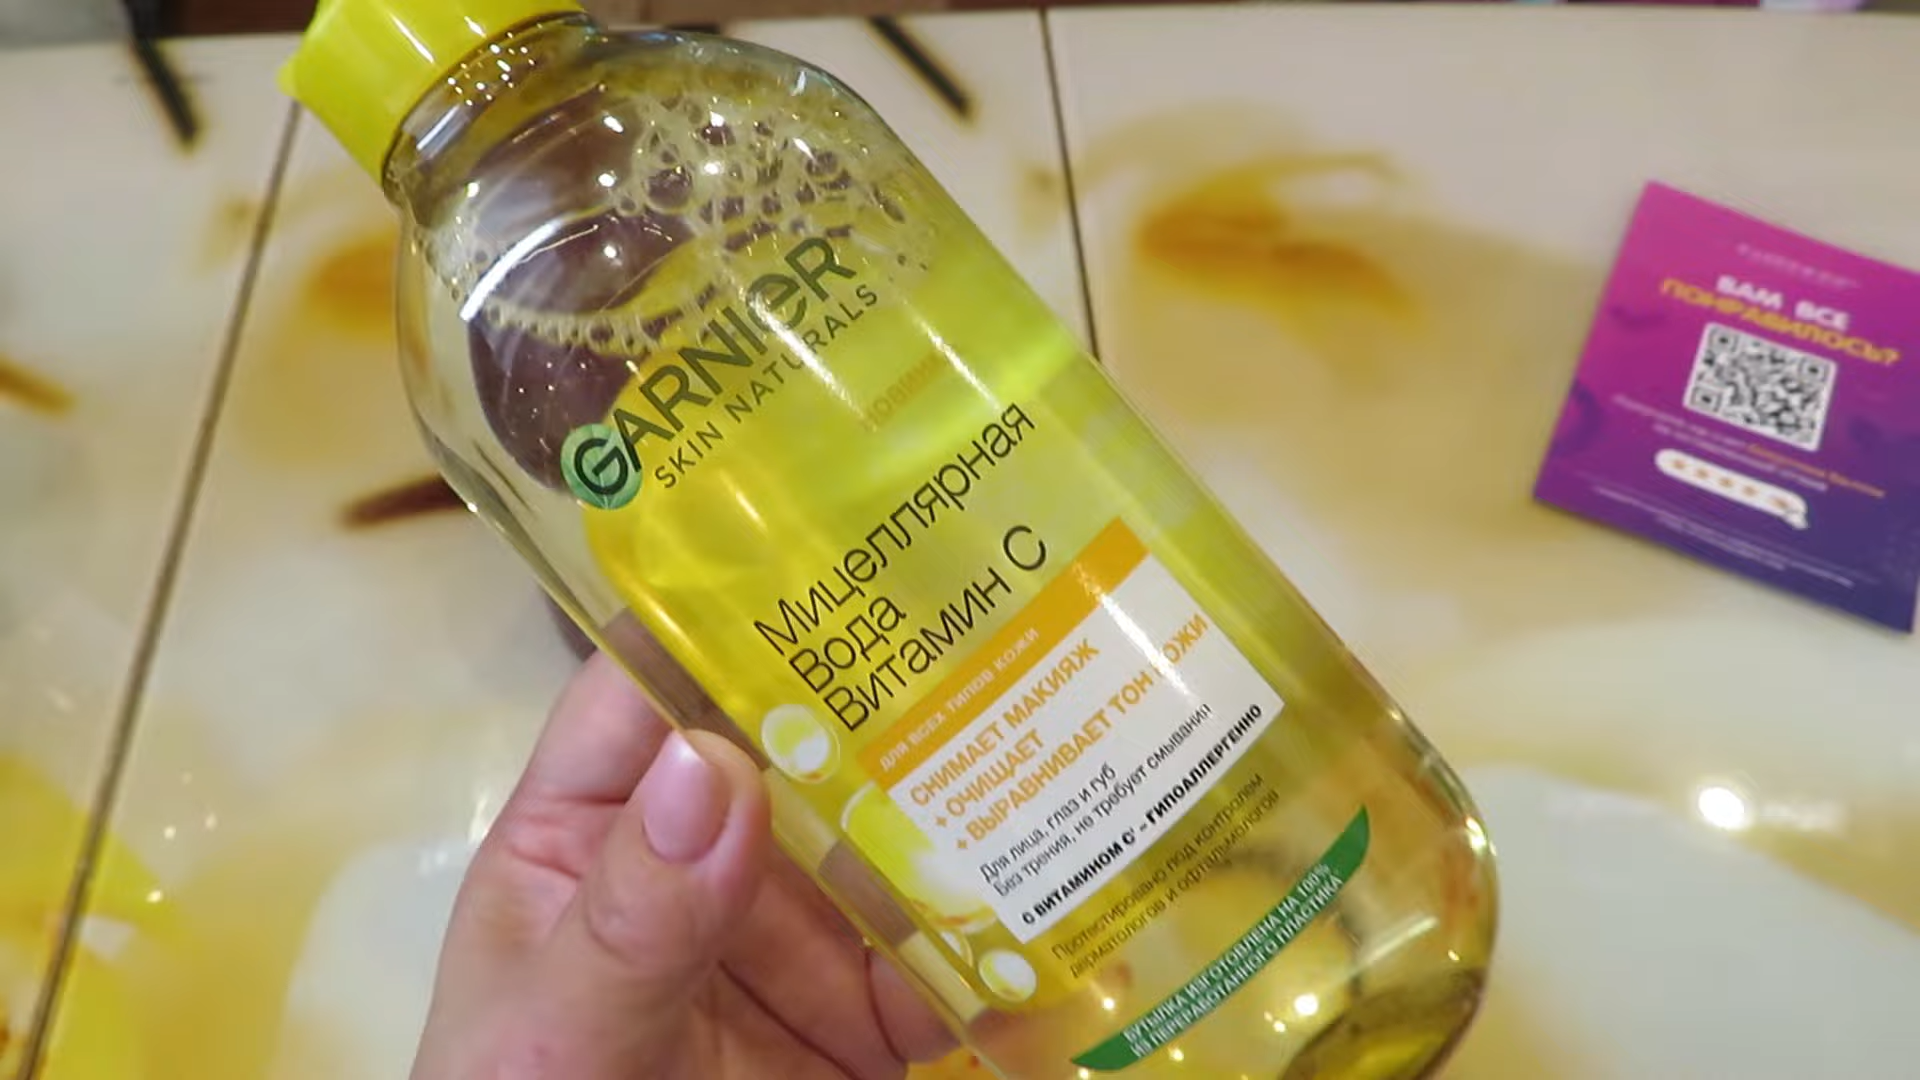 GARNIER
SKIN NATURALS
НОВИНКА
Мицеллярная
вода
Витамин С
ДЛЯ ВСЕХ ТИПОВ КОЖИ
СНИМАЕТ МАКИЯЖ
+ ОЧИЩАЕТ
+ ВЫРАВНИВАЕТ ТОН КОЖИ
Для лица, глаз и губ
Без трения, не требует смывания
С ВИТАМИНОМ С* – ГИПОАЛЛЕРГЕННО
Протестировано под контролем
дерматологов и офтальмологов
БУТЫЛКА ИЗГОТОВЛЕНА НА 100%
ИЗ ПЕРЕРАБОТАННОГО ПЛАСТИКА
ВАМ ВСЕ
ПОНРАВИЛОСЬ?